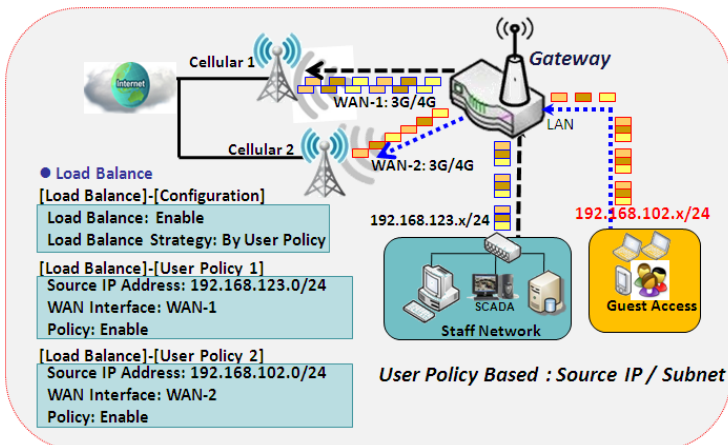 Gateway
Cellular 1
Internet
WAN-1: 3G/4G
LAN
Cellular 2
WAN-2: 3G/4G
● Load Balance
[Load Balance]-[Configuration]
Load Balance: Enable
Load Balance Strategy: By User Policy
192.168.123.x/24
192.168.102.x/24
[Load Balance]-[User Policy 1]
Source IP Address: 192.168.123.0/24
WAN Interface: WAN-1
Policy: Enable
SCADA
Staff Network
Guest Access
[Load Balance]-[User Policy 2]
Source IP Address: 192.168.102.0/24
WAN Interface: WAN-2
Policy: Enable
User Policy Based : Source IP / Subnet